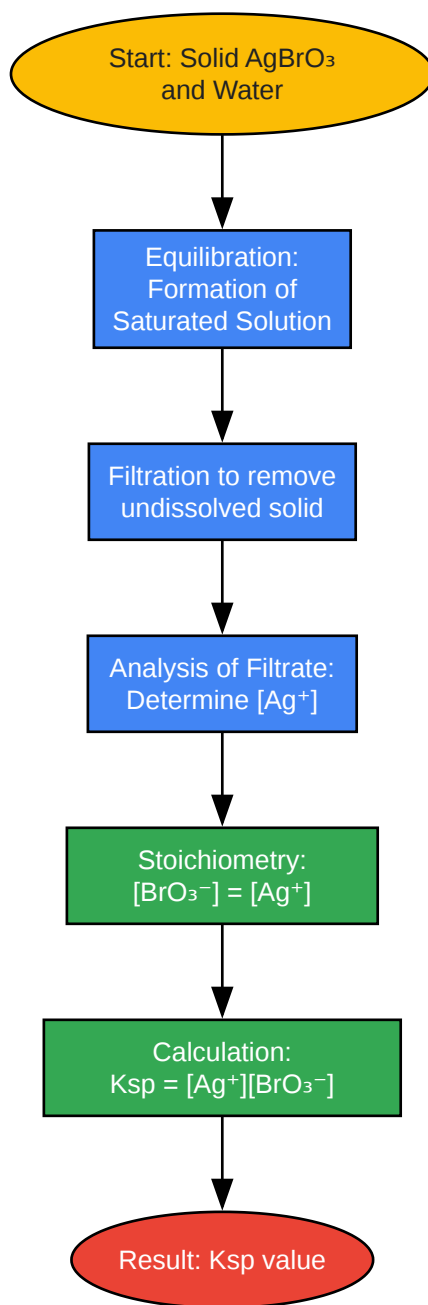 Start: Solid AgBrO₃
and Water
Equilibration:
Formation of
Saturated Solution
Filtration to remove
undissolved solid
Analysis of Filtrate:
Determine [Ag⁺]
Stoichiometry:
[BrO₃⁻] = [Ag⁺]
Calculation:
Ksp = [Ag⁺][BrO₃⁻]
Result: Ksp value